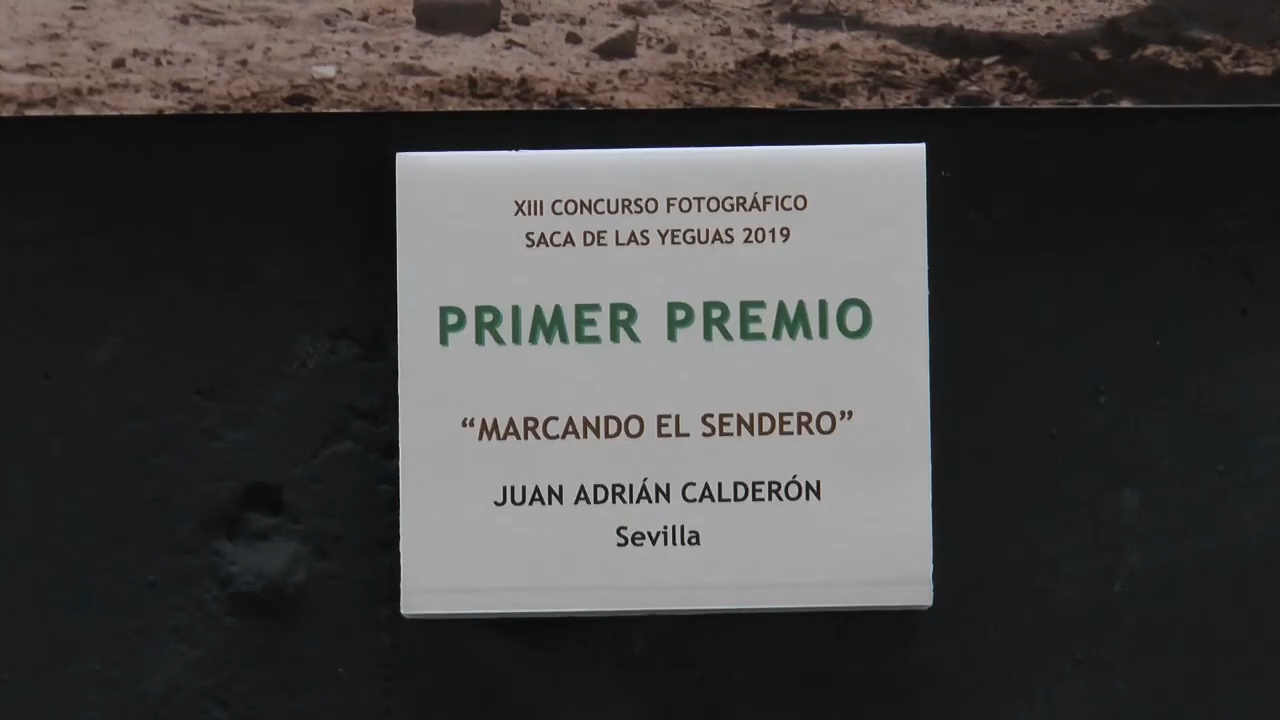 XIII CONCURSO FOTOGRÁFICO
SACA DE LAS YEGUAS 2019
PRIMER PREMIO
“MARCANDO EL SENDERO”
JUAN ADRIÁN CALDERÓN
Sevilla